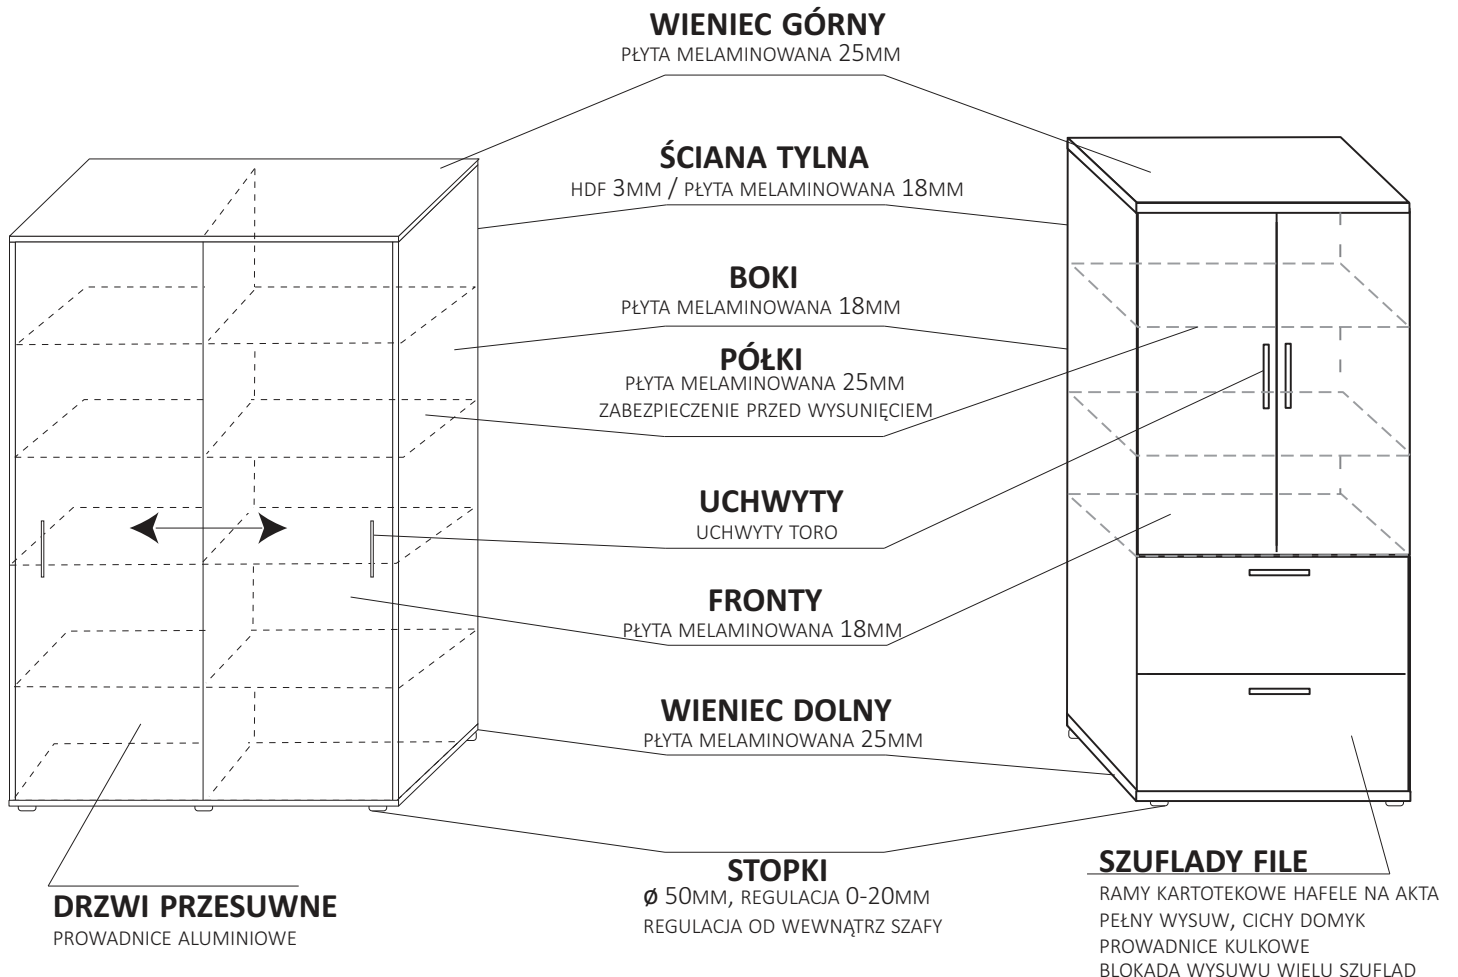 WIENIEC GÓRNY
PŁYTA MELAMINOWANA 25MM
ŚCIANA TYLNA
HDF 3MM / PŁYTA MELAMINOWANA 18MM
BOKI
PŁYTA MELAMINOWANA 18MM
PÓŁKI
PŁYTA MELAMINOWANA 25MM
ZABEZPIECZENIE PRZED WYSUNIĘCIEM
UCHWYTY
UCHWYTY TORO
FRONTY
PŁYTA MELAMINOWANA 18MM
WIENIEC DOLNY
PŁYTA MELAMINOWANA 25MM
STOPKI
Ø 50MM, REGULACJA 0-20MM
REGULACJA OD WEWNĄTRZ SZAFY
DRZWI PRZESUWNE
PROWADNICE ALUMINIOWE
SZUFLADY FILE
RAMY KARTOTEKOWE HAFELE NA AKTA
PEŁNY WYSUW, CICHY DOMYK
PROWADNICE KULKOWE
BLOKADA WYSUWU WIELU SZUFLAD